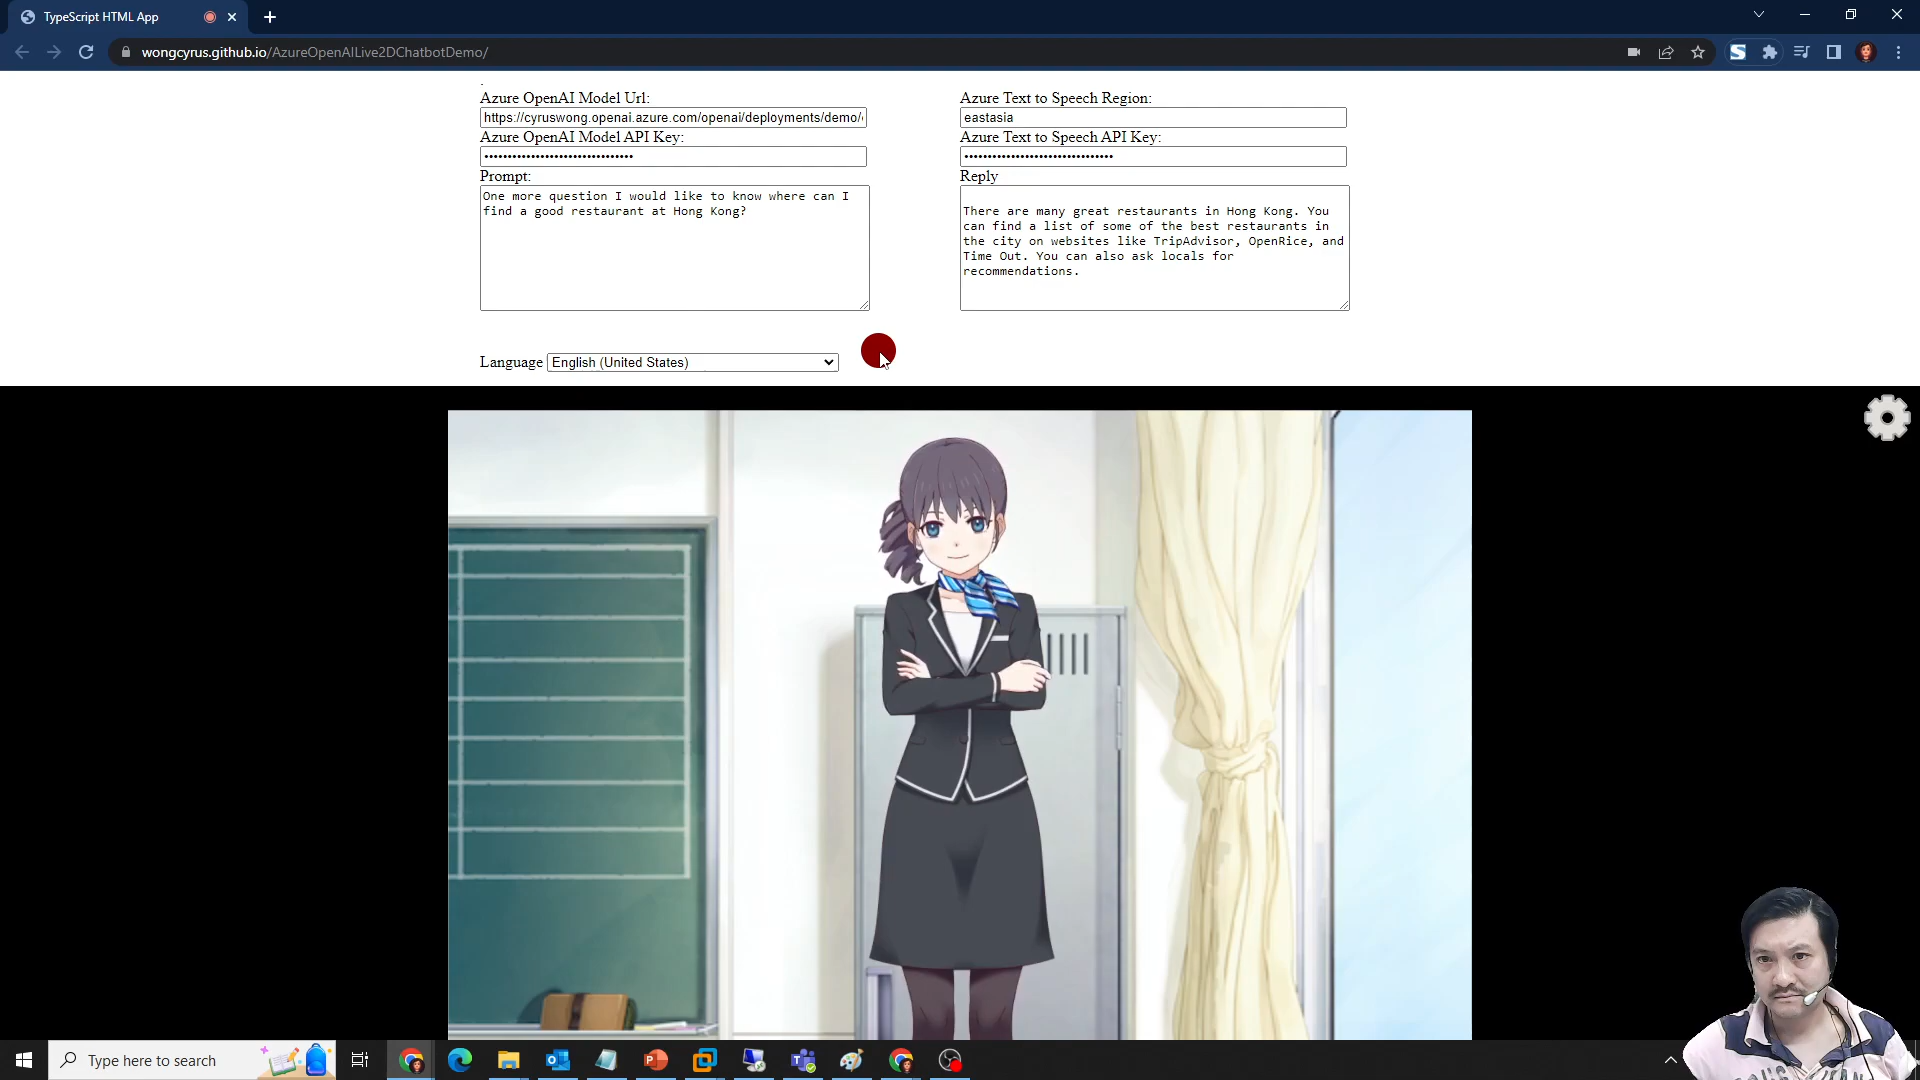 TypeScript HTML App
wongcyrus.github.io/AzureOpenAILive2DChatbotDemo/
Azure OpenAI Model Url:
https://cyruswong.openai.azure.com/openai/deployments/demo/
Azure OpenAI Model API Key:
Prompt:
One more question I would like to know where can I
find a good restaurant at Hong Kong?
Language English (United States)
Azure Text to Speech Region:
eastasia
Azure Text to Speech API Key:
Reply
There are many great restaurants in Hong Kong. You
can find a list of some of the best restaurants in
the city on websites like TripAdvisor, OpenRice, and
Time Out. You can also ask locals for
recommendations.
Type here to search